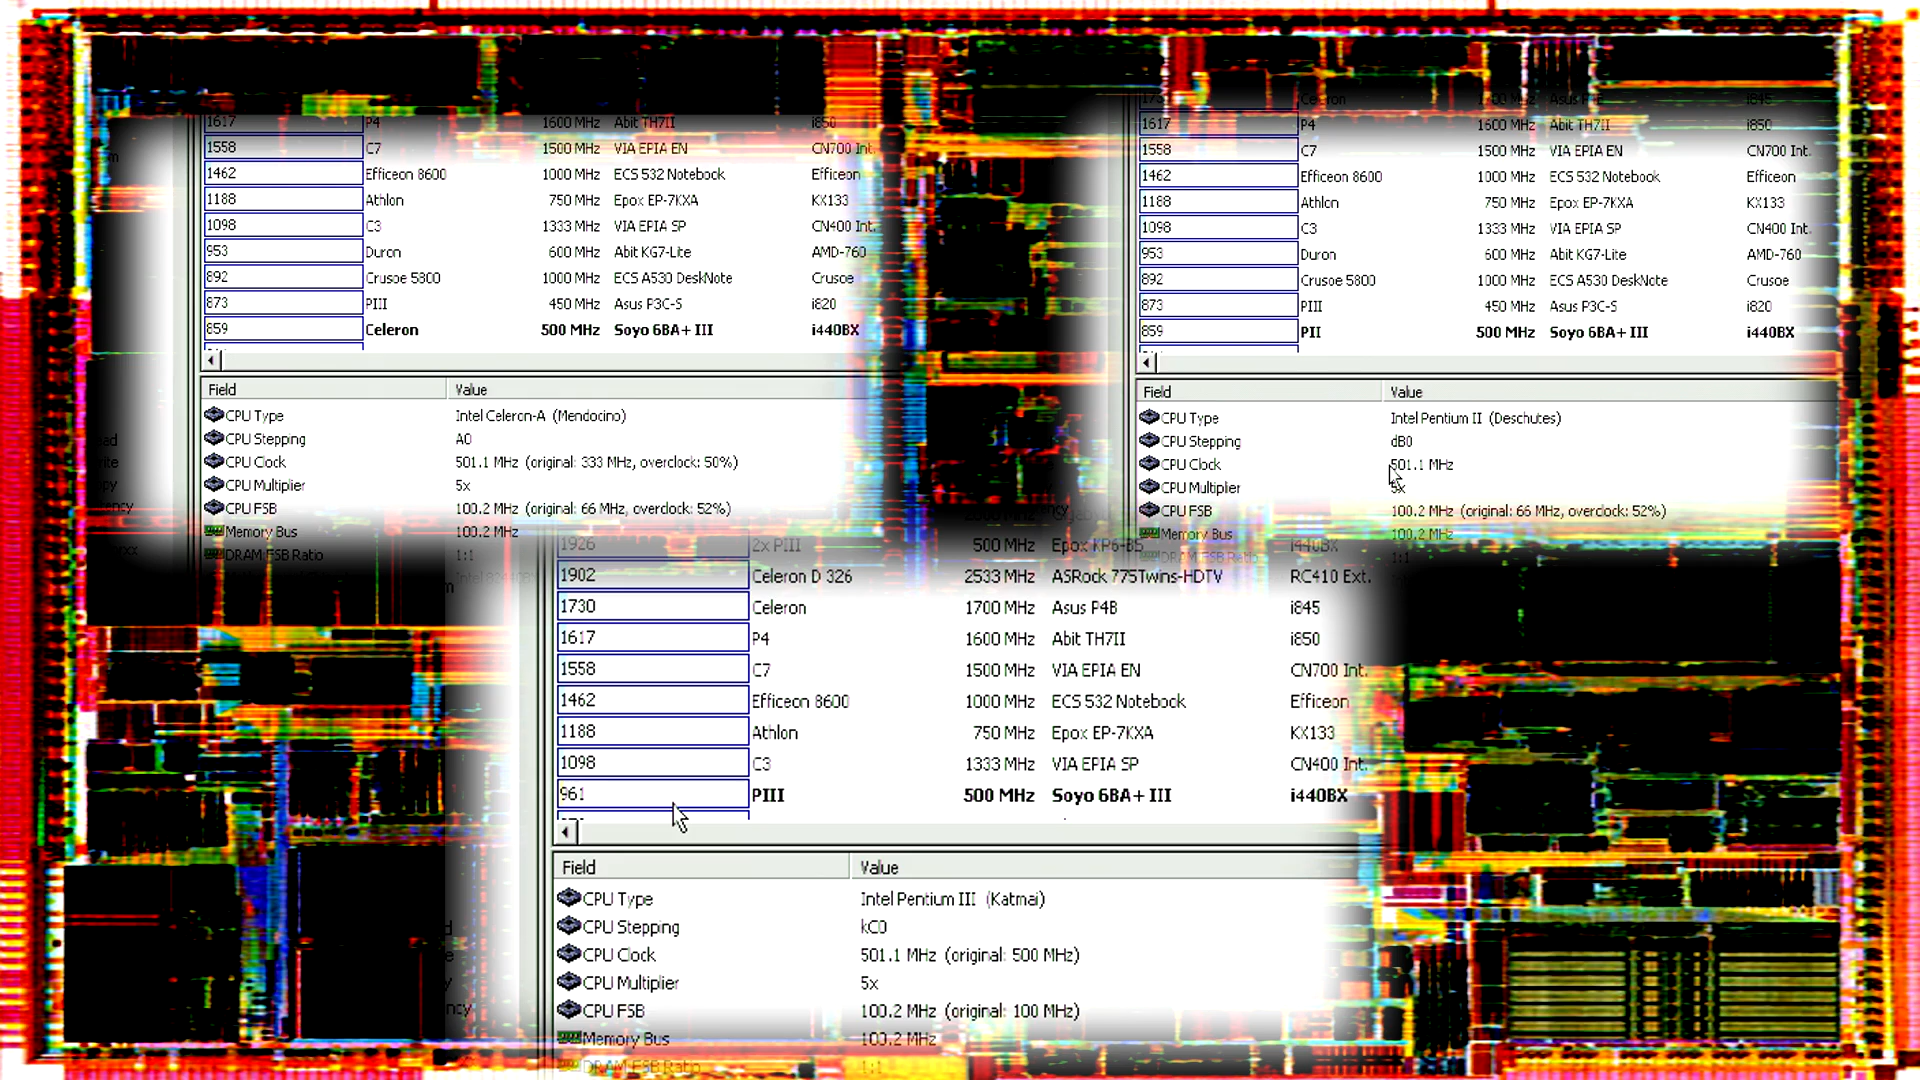 1617 P4 1600 MHz Abit TH7II i850
1558 C7 1500 MHz VIA EPIA EN CN700 Int.
1462 Efficeon 8600 1000 MHz ECS 532 Notebook Efficeon
1188 Athlon 750 MHz Epox EP-7KXA KX133
1098 C3 1333 MHz VIA EPIA SP CN400 Int.
953 Duron 600 MHz Abit KG7-Lite AMD-760
892 Crusoe 5800 1000 MHz ECS A530 DeskNote Crusoe
873 PIII 450 MHz Asus P3C-S i820
859 Celeron 500 MHz Soyo 6BA+ III i440BX
Field Value
CPU Type Intel Celeron-A (Mendocino)
CPU Stepping A0
CPU Clock 501.1 MHz (original: 333 MHz, overclock: 50%)
CPU Multiplier 5x
CPU FSB 100.2 MHz (original: 66 MHz, overclock: 52%)
Memory Bus 100.2 MHz
DRAM:FSB Ratio 1:1
Celeron i845
1617 P4 1600 MHz Abit TH7II i850
1558 C7 1500 MHz VIA EPIA EN CN700 Int.
1462 Efficeon 8600 1000 MHz ECS 532 Notebook Efficeon
1188 Athlon 750 MHz Epox EP-7KXA KX133
1098 C3 1333 MHz VIA EPIA SP CN400 Int.
953 Duron 600 MHz Abit KG7-Lite AMD-760
892 Crusoe 5800 1000 MHz ECS A530 DeskNote Crusoe
873 PIII 450 MHz Asus P3C-S i820
859 PII 500 MHz Soyo 6BA+ III i440BX
Field Value
CPU Type Intel Pentium II (Deschutes)
CPU Stepping dB0
CPU Clock 501.1 MHz
CPU Multiplier 5x
CPU FSB 100.2 MHz (original: 66 MHz, overclock: 52%)
Memory Bus 100.2 MHz
DRAM:FSB Ratio 1:1
1926 2x PIII 500 MHz Epox KP6-BS i440BX
1902 Celeron D 326 2533 MHz ASRock 775Twins-HDTV RC410 Ext.
1730 Celeron 1700 MHz Asus P4B i845
1617 P4 1600 MHz Abit TH7II i850
1558 C7 1500 MHz VIA EPIA EN CN700 Int.
1462 Efficeon 8600 1000 MHz ECS 532 Notebook Efficeon
1188 Athlon 750 MHz Epox EP-7KXA KX133
1098 C3 1333 MHz VIA EPIA SP CN400 Int.
961 PIII 500 MHz Soyo 6BA+ III i440BX
Field Value
CPU Type Intel Pentium III (Katmai)
CPU Stepping kC0
CPU Clock 501.1 MHz (original: 500 MHz)
CPU Multiplier 5x
CPU FSB 100.2 MHz (original: 100 MHz)
Memory Bus 100.2 MHz
DRAM:FSB Ratio 1:1